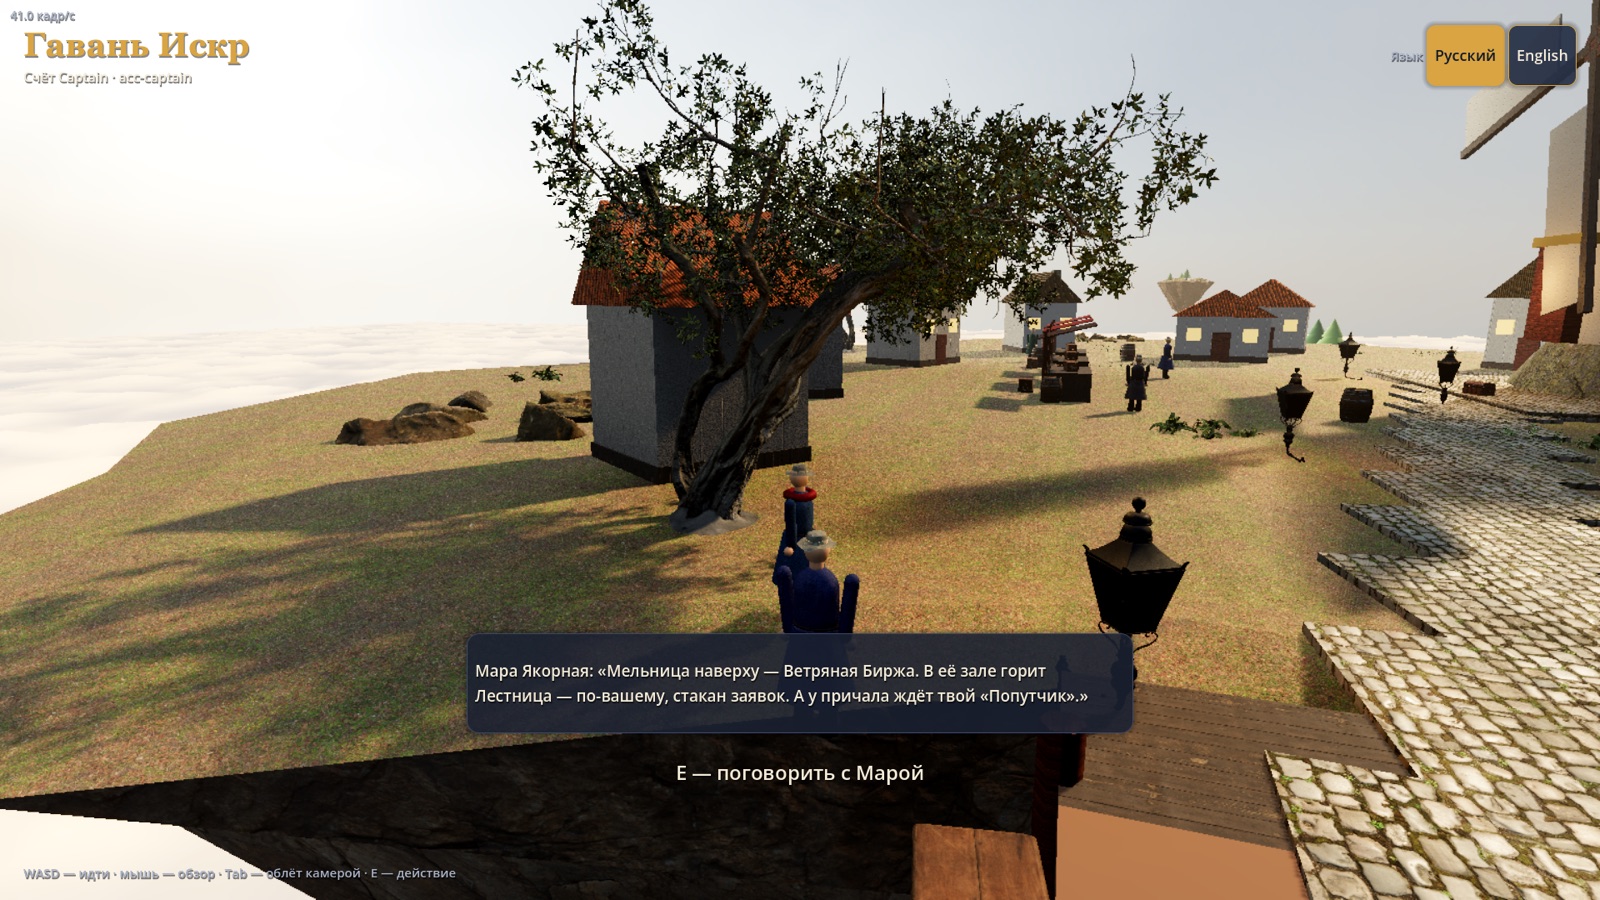 41.0 кадр/с
Гавань Искр
Счёт Captain · acc-captain
Язык
Русский
English
Мара Якорная: «Мельница наверху — Ветряная Биржа. В её зале горит
Лестница — по-вашему, стакан заявок. А у причала ждёт твой «Попутчик».»
E — поговорить с Марой
WASD — идти · мышь — обзор · Tab — облёт камерой · E — действие